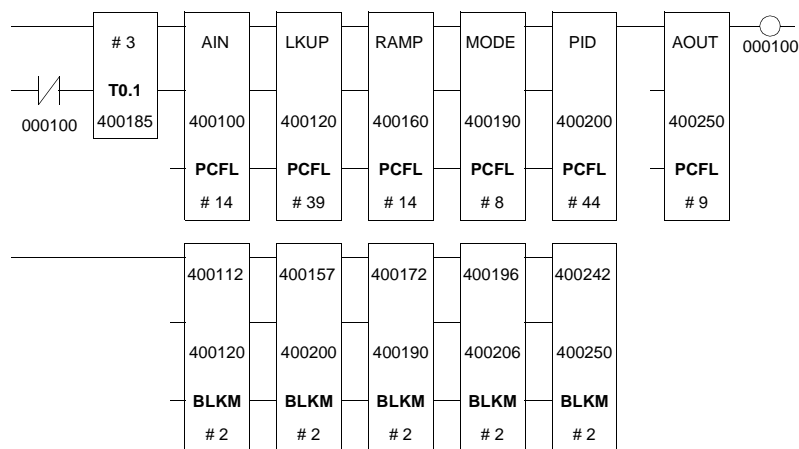 # 3 AIN LKUP RAMP MODE PID AOUT
000100
T0.1
000100 400185 400100 400120 400160 400190 400200 400250
PCFL PCFL PCFL PCFL PCFL PCFL
# 14 # 39 # 14 # 8 # 44 # 9
400112 400157 400172 400196 400242
400120 400200 400190 400206 400250
BLKM BLKM BLKM BLKM BLKM
# 2 # 2 # 2 # 2 # 2